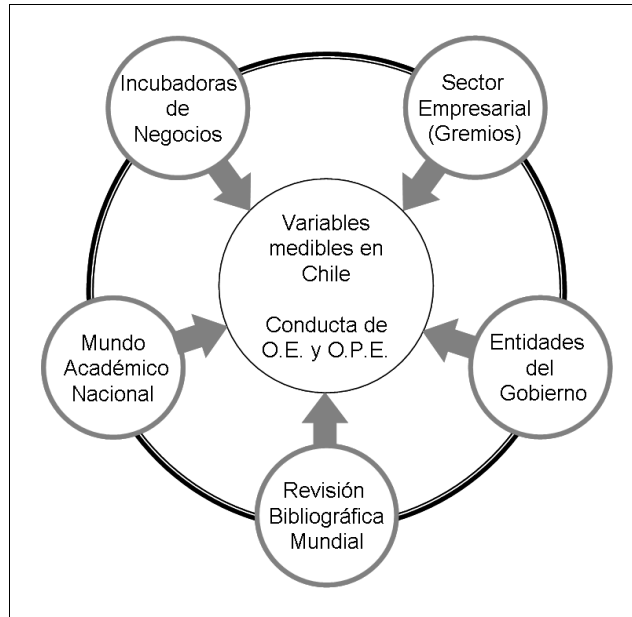 Incubadoras
de
Negocios
Sector
Empresarial
(Gremios)
Variables
medibles en
Chile
Conducta de
O.E. y O.P.E.
Mundo
Académico
Nacional
Entidades
del
Gobierno
Revisión
Bibliográfica
Mundial